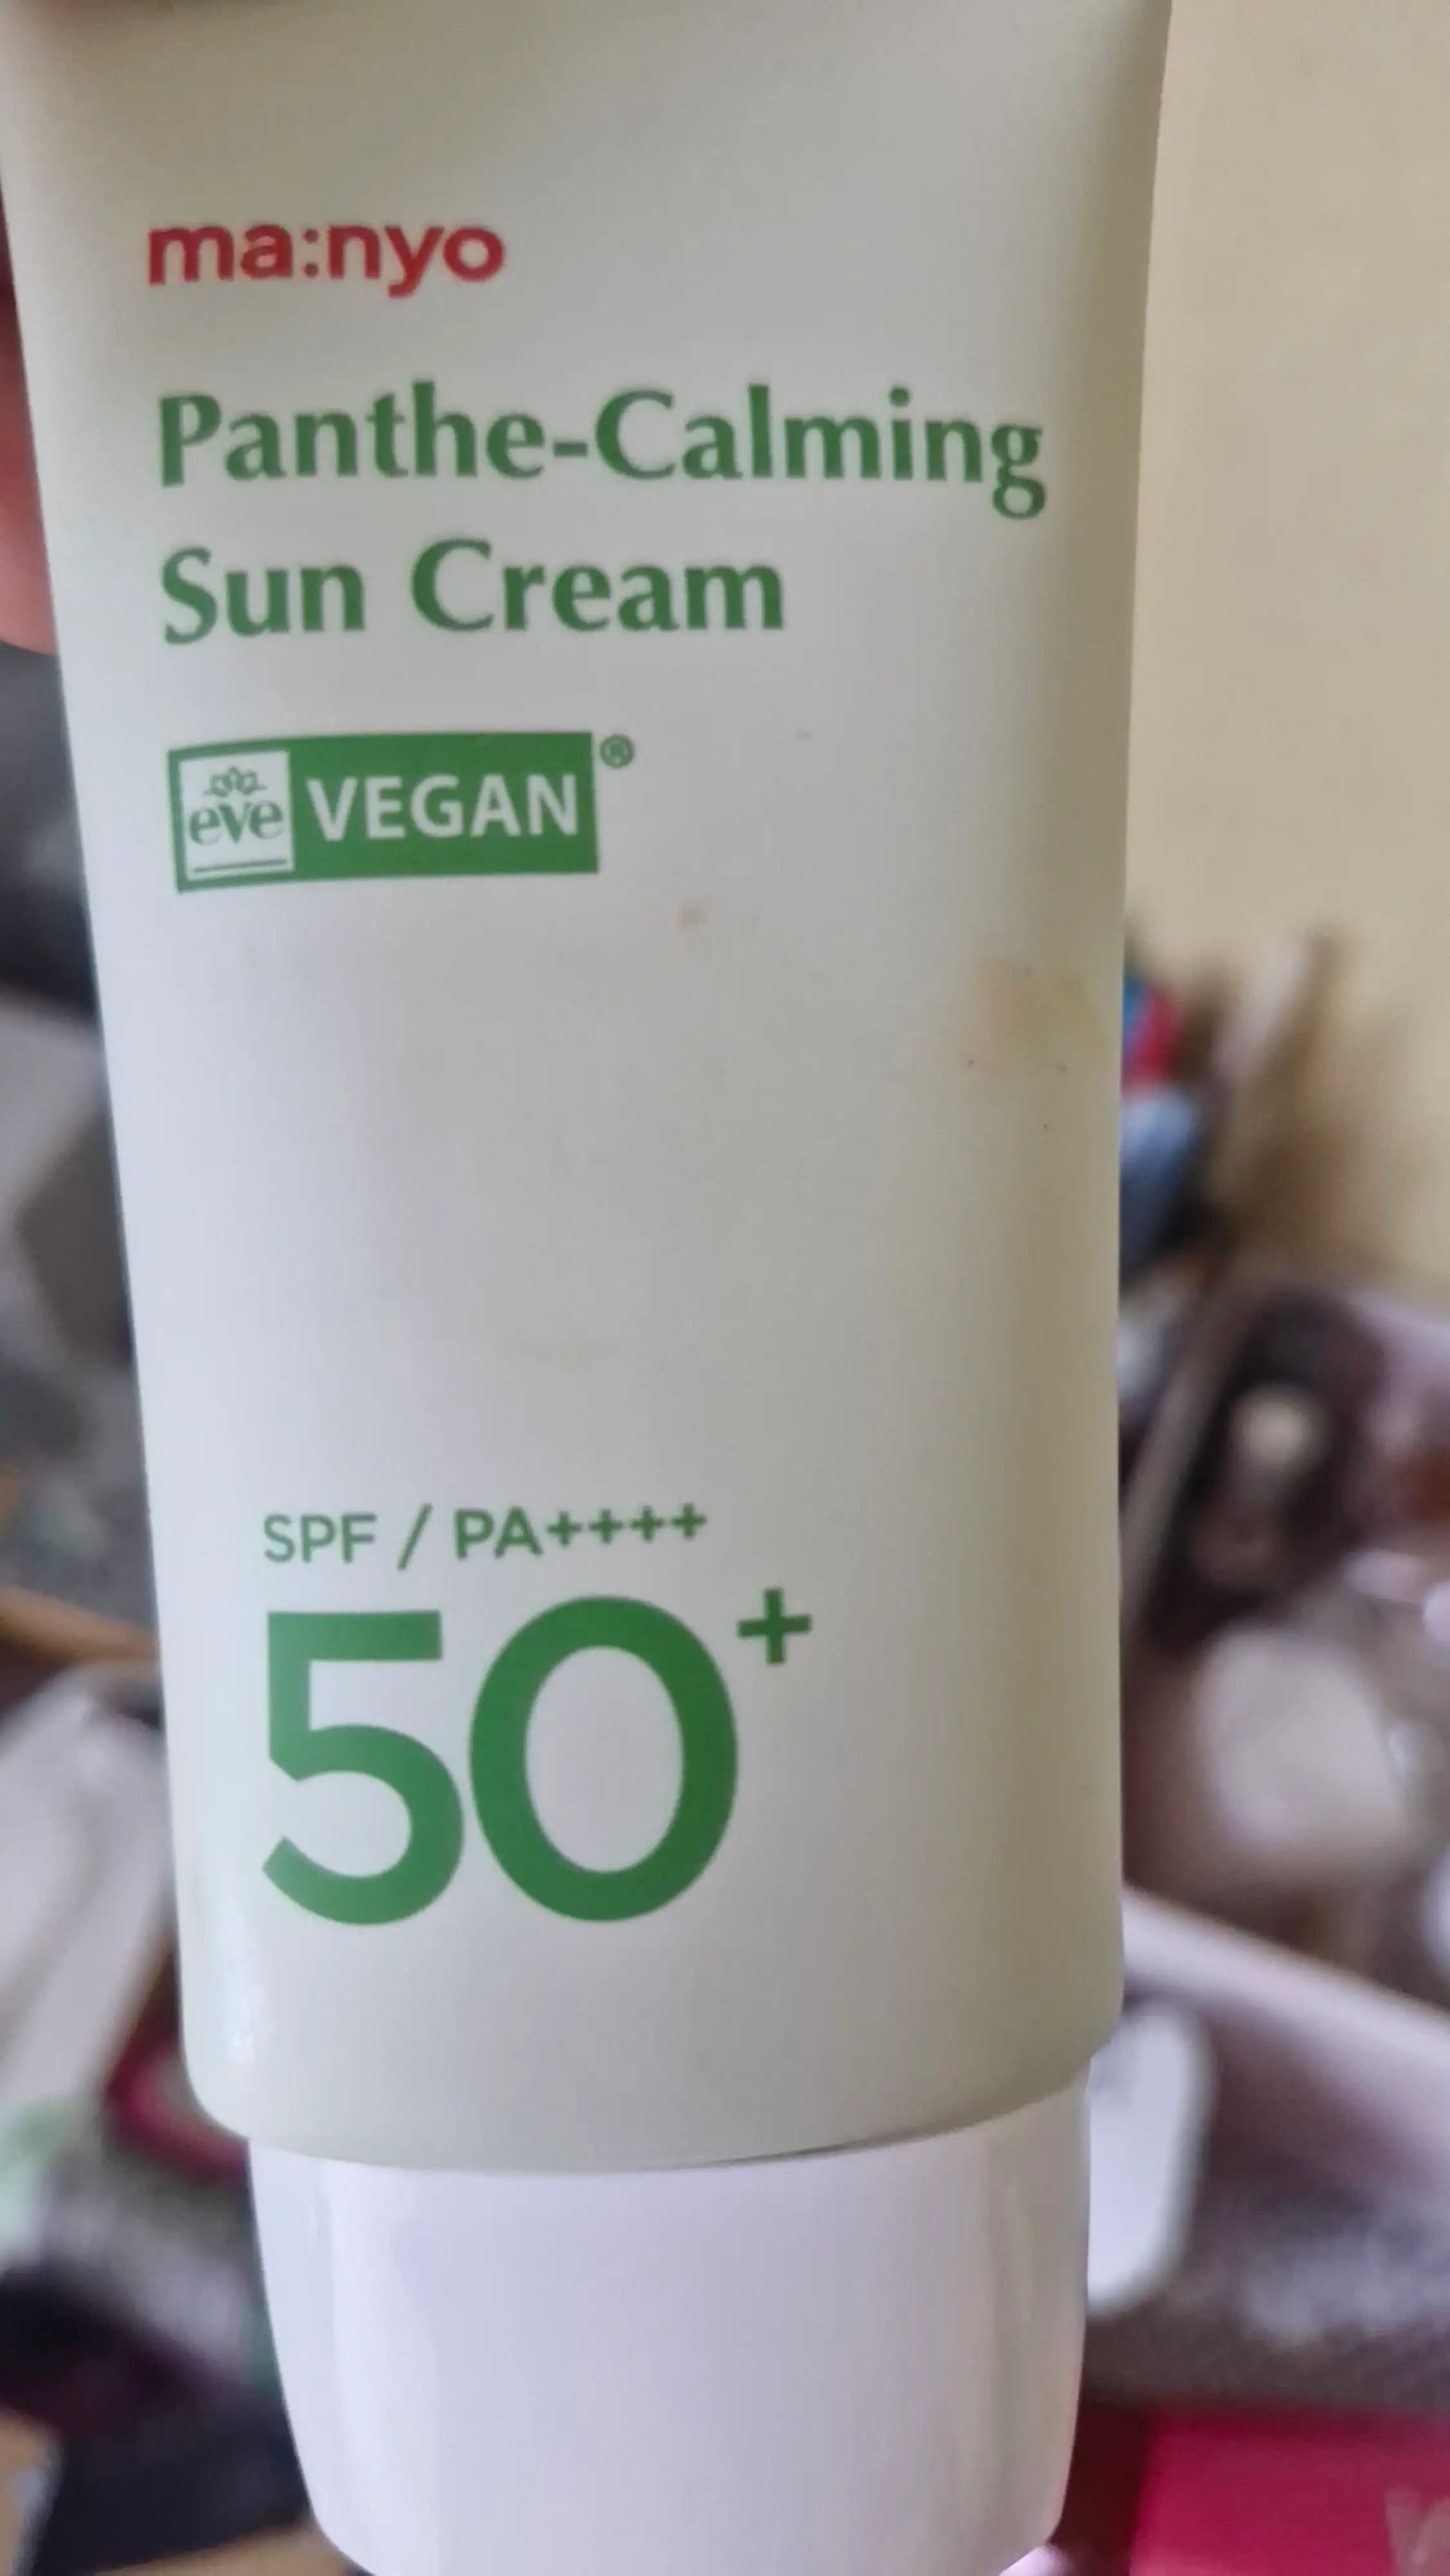 ma:nyo
Panthe-Calming
Sun Cream
eve VEGAN®
SPF / PA++++
50+